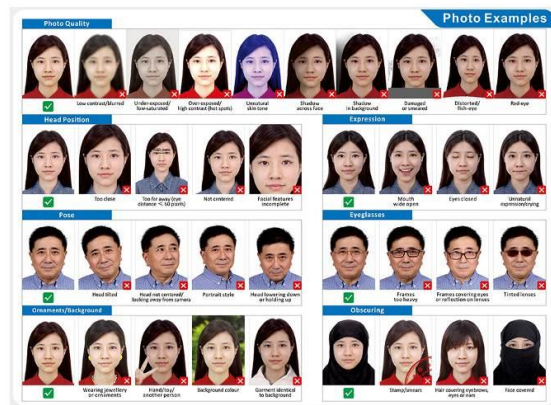 Photo Examples
Photo Quality
Low contrast/blurred
Under-exposed/
low-saturated
Over-exposed/
high contrast (hot spots)
Unnatural
skin tone
Shadow
across face
Shadow
in background
Damaged
or smeared
Distorted/
fish-eye
Red-eye
Head Position
Too close
Too far away (eye
distance < 60 pixels)
Not centered
Facial features
incomplete
Expression
Mouth
wide open
Eyes closed
Unnatural
expression/crying
Pose
Head tilted
Head not centered/
looking away from camera
Portrait style
Head lowering down
or holding up
Eyeglasses
Frames
too heavy
Frames covering eyes
or reflection on lenses
Tinted lenses
Ornaments/Background
Wearing jewellery
or ornaments
Hand/toy/
another person
Background colour
Garment identical
to background
Obscuring
Stamp/smears
Hair covering eyebrows,
eyes or ears
Face covered